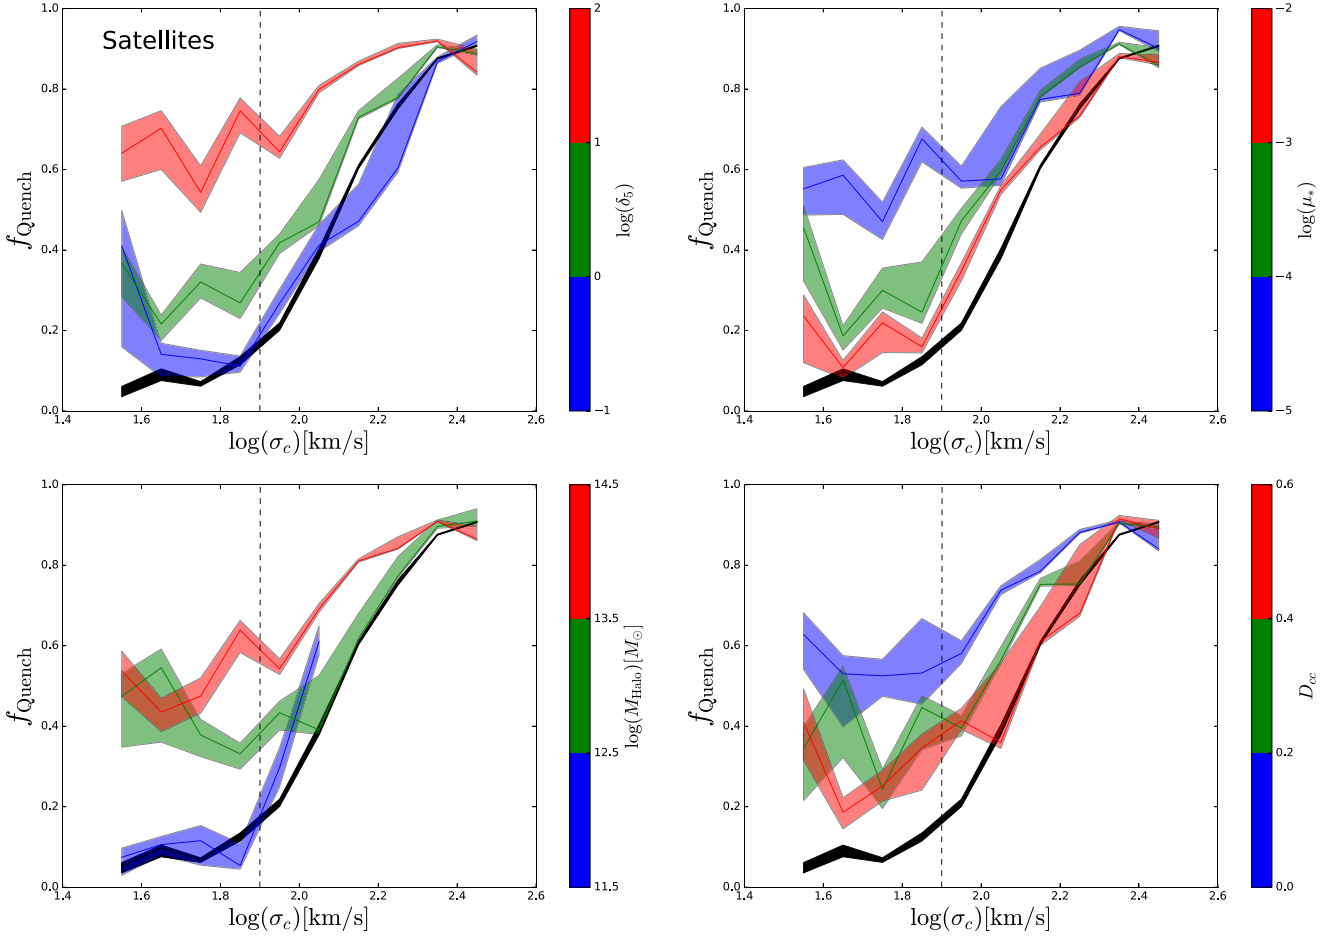 Satellites
1.0
0.8
0.6
0.4
0.2
0.0
1.4 1.6 1.8 2.0 2.2 2.4 2.6
f_Quench
log(σ_c)[km/s]
2
1
0
−1
log(δ_5)
1.0
0.8
0.6
0.4
0.2
0.0
1.4 1.6 1.8 2.0 2.2 2.4 2.6
f_Quench
log(σ_c)[km/s]
−2
−3
−4
−5
log(μ_*)
1.0
0.8
0.6
0.4
0.2
0.0
1.4 1.6 1.8 2.0 2.2 2.4 2.6
f_Quench
log(σ_c)[km/s]
14.5
13.5
12.5
11.5
log(M_Halo)[M_⊙]
1.0
0.8
0.6
0.4
0.2
0.0
1.4 1.6 1.8 2.0 2.2 2.4 2.6
f_Quench
log(σ_c)[km/s]
0.6
0.4
0.2
0.0
D_cc